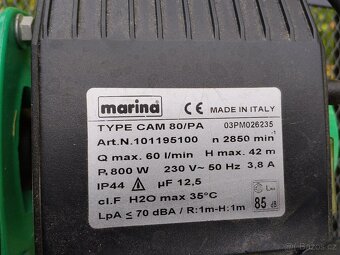 marina CE MADE IN ITALY
TYPE CAM 80/PA 03PM026235
Art.N.101195100 n 2850 min⁻¹
Q max. 60 l/min H max. 42 m
P₁ 800 W 230 V~ 50 Hz 3,8 A
IP44 µF 12,5
cl.F H2O max 35°C
LpA ≤ 70 dBA / R:1m-H:1m
85 dB